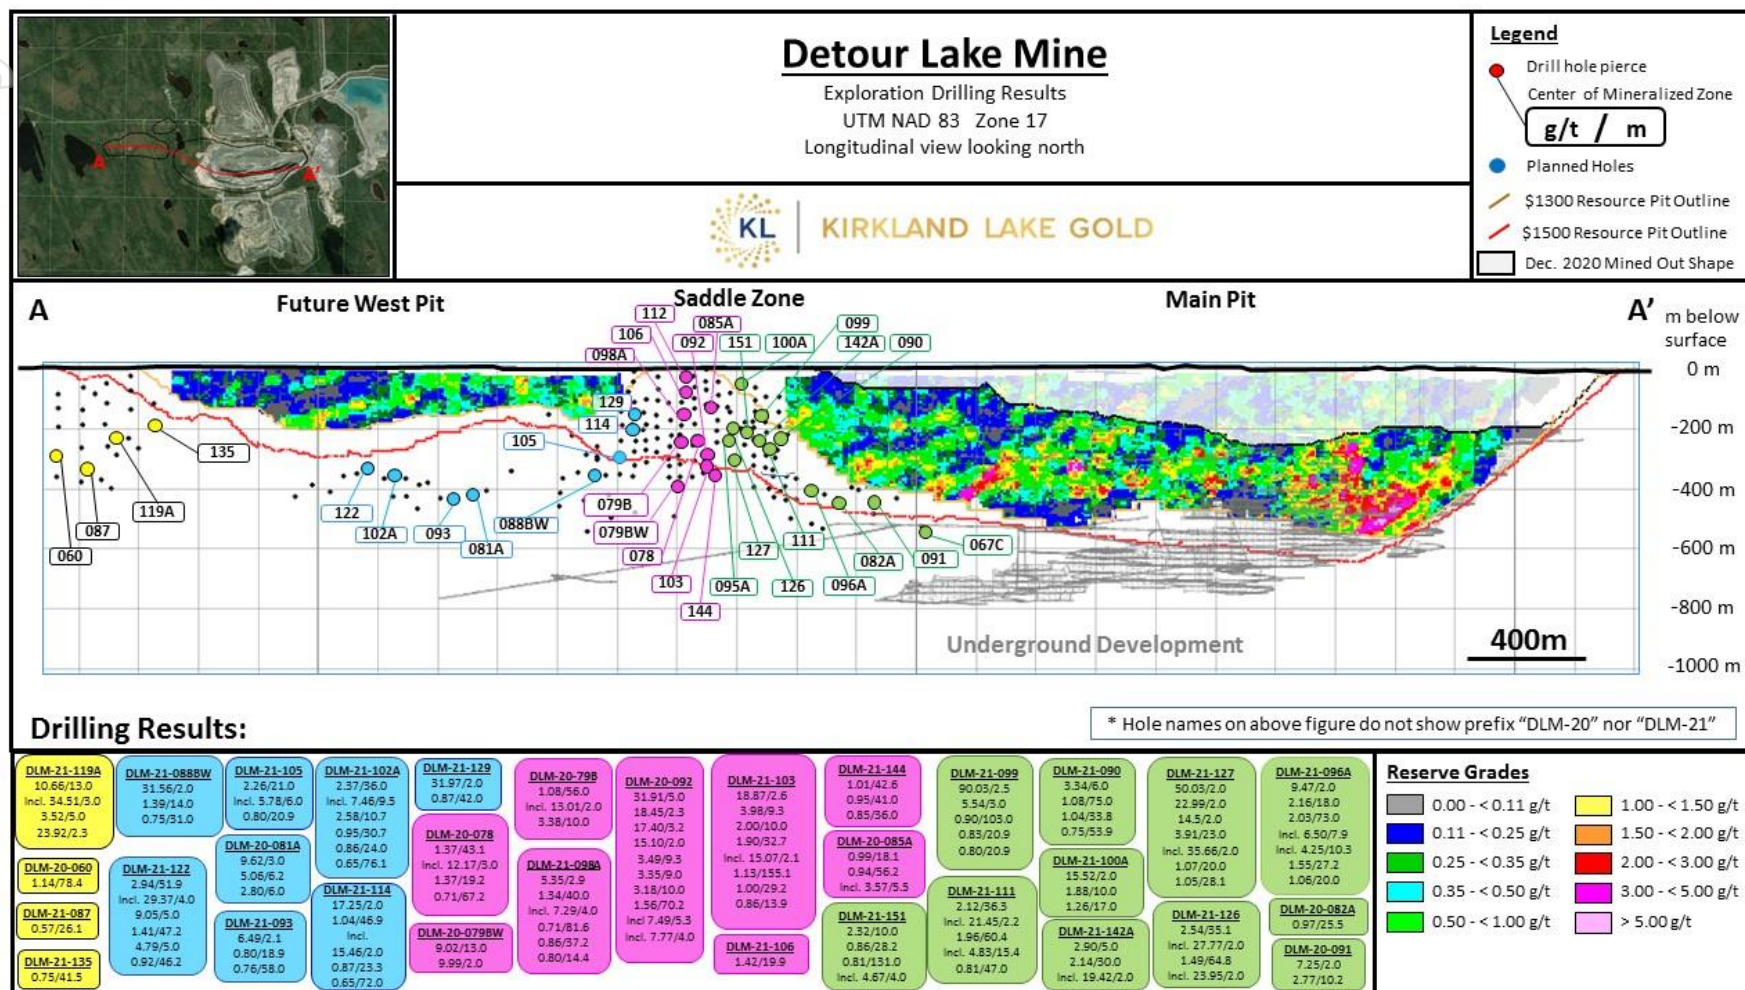 Detour Lake Mine
Exploration Drilling Results
UTM NAD 83 Zone 17
Longitudinal view looking north
KL | KIRKLAND LAKE GOLD
A
A'
Legend
Drill hole pierce
Center of Mineralized Zone
g/t / m
Planned Holes
$1300 Resource Pit Outline
$1500 Resource Pit Outline
Dec. 2020 Mined Out Shape
A
Future West Pit
Saddle Zone
Main Pit
A'
m below
surface
0 m
-200 m
-400 m
-600 m
-800 m
-1000 m
112
085A
099
106
092
151
100A
142A
090
098A
129
114
105
135
119A
087
060
122
102A
093
081A
088BW
079B
079BW
078
103
144
095A
127
126
111
096A
082A
091
067C
Underground Development
400m
Drilling Results:
* Hole names on above figure do not show prefix “DLM-20” nor “DLM-21”
DLM-21-119A
10.66/13.0
Incl. 34.51/3.0
3.52/5.0
23.92/2.3
DLM-20-060
1.14/78.4
DLM-21-087
0.57/26.1
DLM-21-135
0.75/41.5
DLM-21-088BW
31.56/2.0
1.39/14.0
0.75/31.0
DLM-21-122
2.94/51.9
Incl. 29.37/4.0
9.05/5.0
1.41/47.2
4.79/5.0
0.92/46.2
DLM-21-105
2.26/21.0
Incl. 5.78/6.0
0.80/20.9
DLM-20-081A
9.62/3.0
5.06/6.2
2.80/6.0
DLM-21-093
6.49/2.1
0.80/18.9
0.76/58.0
DLM-21-102A
2.37/36.0
Incl. 7.46/9.5
2.58/10.7
0.95/30.7
0.86/24.0
0.65/76.1
DLM-21-114
17.25/2.0
1.04/46.9
Incl.
15.46/2.0
0.87/23.3
0.65/72.0
DLM-21-129
31.97/2.0
0.87/42.0
DLM-20-078
1.37/43.1
Incl. 12.17/3.0
1.37/19.2
0.71/67.2
DLM-20-079BW
9.02/13.0
9.99/2.0
DLM-20-79B
1.08/56.0
Incl. 13.01/2.0
3.38/10.0
DLM-21-098A
5.35/2.9
1.34/40.0
Incl. 7.29/4.0
0.71/81.6
0.86/37.2
0.80/14.4
DLM-20-092
31.91/5.0
18.45/2.3
17.40/3.2
15.10/2.0
3.49/9.3
3.35/9.0
3.18/10.0
1.56/70.2
Incl 7.49/5.3
Incl. 7.77/4.0
DLM-21-103
18.87/2.6
3.98/9.3
2.00/10.0
1.90/32.7
Incl. 15.07/2.1
1.13/155.1
1.00/29.2
0.86/13.9
DLM-21-106
1.42/19.9
DLM-21-144
1.01/42.6
0.95/41.0
0.85/36.0
DLM-20-085A
0.99/18.1
0.94/56.2
Incl. 3.57/5.5
DLM-21-151
2.32/10.0
0.86/28.2
0.81/131.0
Incl. 4.67/4.0
DLM-21-099
90.03/2.5
5.54/3.0
0.90/103.0
0.83/20.9
0.80/20.9
DLM-21-111
2.12/36.3
Incl. 21.45/2.2
1.96/60.4
Incl. 4.83/15.4
0.81/47.0
DLM-21-090
3.34/6.0
1.08/75.0
1.04/33.8
0.75/53.9
DLM-21-100A
15.52/2.0
1.88/10.0
1.26/17.0
DLM-21-142A
2.90/5.0
2.14/30.0
Incl. 19.42/2.0
DLM-21-127
50.03/2.0
22.99/2.0
14.5/2.0
3.91/23.0
Incl. 35.66/2.0
1.07/20.0
1.05/28.1
DLM-21-126
2.54/35.1
Incl. 27.77/2.0
1.49/64.8
Incl. 23.95/2.0
DLM-21-096A
9.47/2.0
2.16/18.0
2.03/73.0
Incl. 6.50/7.9
Incl. 4.25/10.3
1.55/27.2
1.06/20.0
DLM-20-082A
0.97/25.5
DLM-20-091
7.25/2.0
2.77/10.2
Reserve Grades
0.00 - <0.11 g/t
0.11 - <0.25 g/t
0.25 - <0.35 g/t
0.35 - <0.50 g/t
0.50 - <1.00 g/t
1.00 - <1.50 g/t
1.50 - <2.00 g/t
2.00 - <3.00 g/t
3.00 - <5.00 g/t
> 5.00 g/t